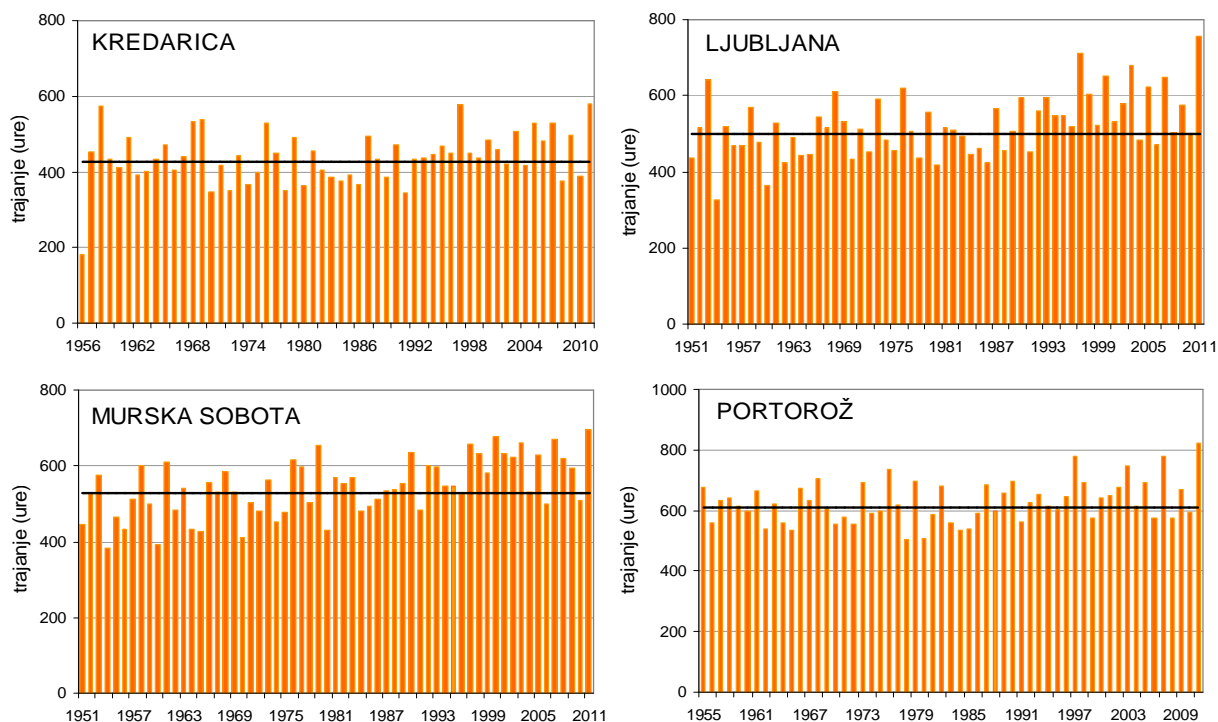 KREDARICA
trajanje (ure)
800
600
400
200
0
1956 1962 1968 1974 1980 1986 1992 1998 2004 2010
LJUBLJANA
trajanje (ure)
800
600
400
200
0
1951 1957 1963 1969 1975 1981 1987 1993 1999 2005 2011
MURSKA SOBOTA
trajanje (ure)
800
600
400
200
0
1951 1957 1963 1969 1975 1981 1987 1993 1999 2005 2011
PORTOROŽ
trajanje (ure)
1000
800
600
400
200
0
1955 1961 1967 1973 1979 1985 1991 1997 2003 2009